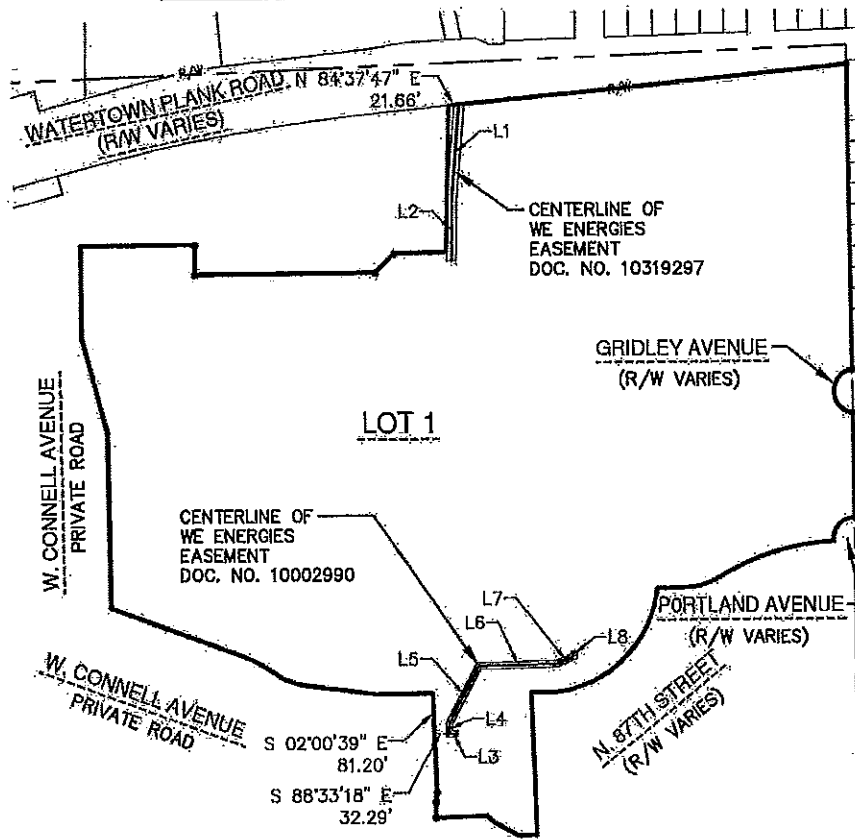 R/W
WATERTOWN PLANK ROAD
(R/W VARIES)
N 84°37'47" E
21.66'
R/W
L1
L2
CENTERLINE OF
WE ENERGIES
EASEMENT
DOC. NO. 10319297
GRIDLEY AVENUE
(R/W VARIES)
W. CONNELL AVENUE
PRIVATE ROAD
LOT 1
CENTERLINE OF
WE ENERGIES
EASEMENT
DOC. NO. 10002990
L7
L6
L8
L5
PORTLAND AVENUE
(R/W VARIES)
W. CONNELL AVENUE
PRIVATE ROAD
N. 87TH STREET
(R/W VARIES)
L4
L3
S 02°00'39" E
81.20'
S 88°33'18" E
32.29'